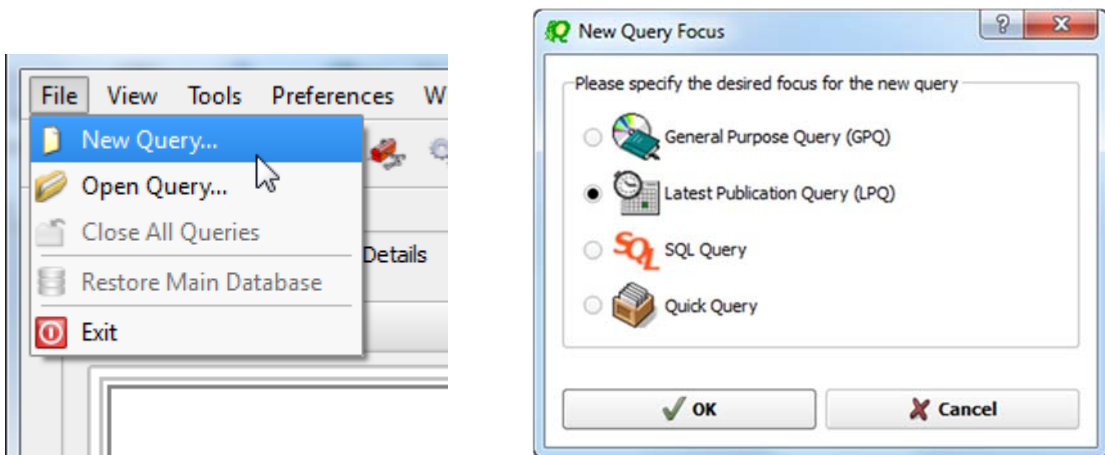 File View Tools Preferences W
New Query...
Open Query...
Close All Queries
Details
Restore Main Database
Exit
New Query Focus
?
Please specify the desired focus for the new query
General Purpose Query (GPQ)
Latest Publication Query (LPQ)
SQL SQL Query
Quick Query
OK Cancel